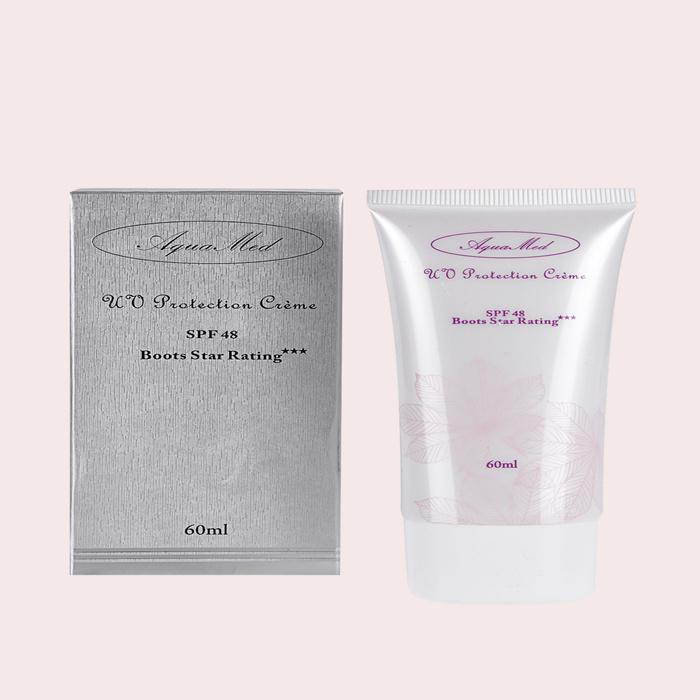 AquaMed
UV Protection Crème
SPF 48
Boots Star Rating***
60ml
AquaMed
UV Protection Crème
SPF 48
Boots Star Rating***
60ml